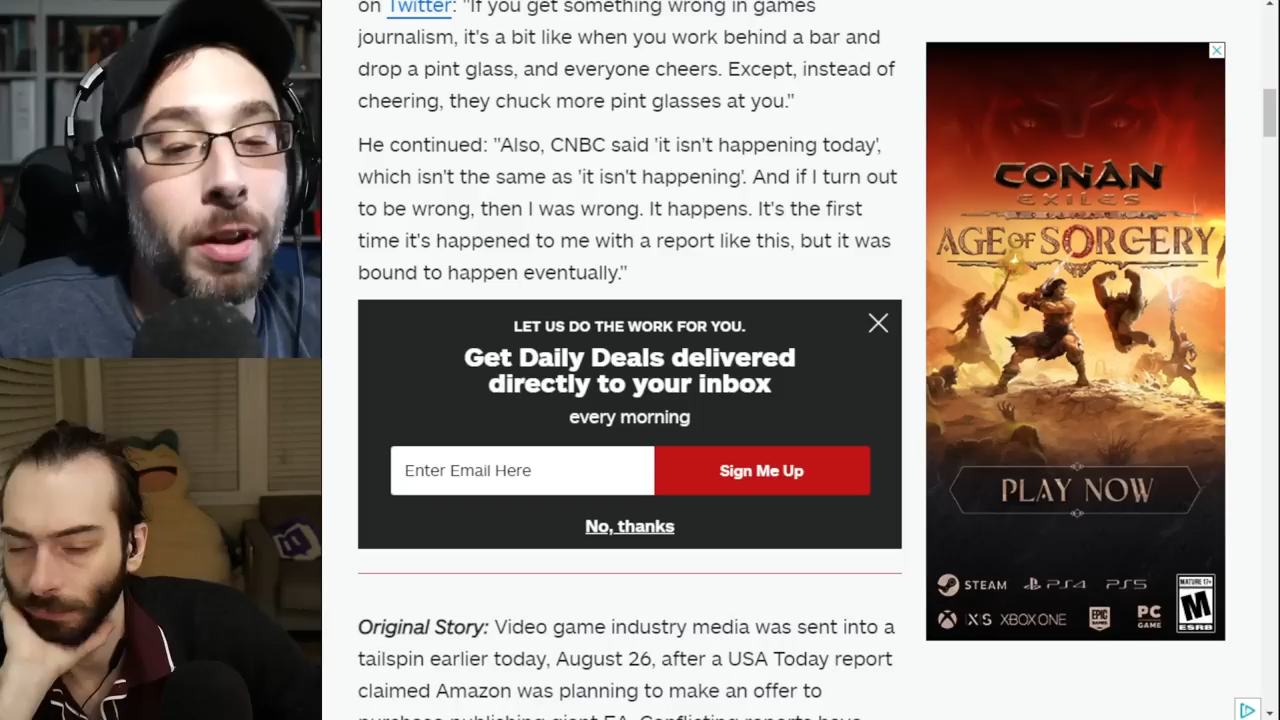 on Twitter: "If you get something wrong in games
journalism, it's a bit like when you work behind a bar and
drop a pint glass, and everyone cheers. Except, instead of
cheering, they chuck more pint glasses at you."
He continued: "Also, CNBC said 'it isn't happening today',
which isn't the same as 'it isn't happening'. And if I turn out
to be wrong, then I was wrong. It happens. It's the first
time it's happened to me with a report like this, but it was
bound to happen eventually."
LET US DO THE WORK FOR YOU.
Get Daily Deals delivered
directly to your inbox
every morning
Enter Email Here
Sign Me Up
No, thanks
Original Story: Video game industry media was sent into a
tailspin earlier today, August 26, after a USA Today report
claimed Amazon was planning to make an offer to
purchase publishing giant EA. Conflicting reports have
CONAN
EXILES
AGE OF SORCERY
PLAY NOW
STEAM PS4 PS5
X|S XBOX ONE EPIC GAMES PC GAME
MATURE 17+
M
ESRB